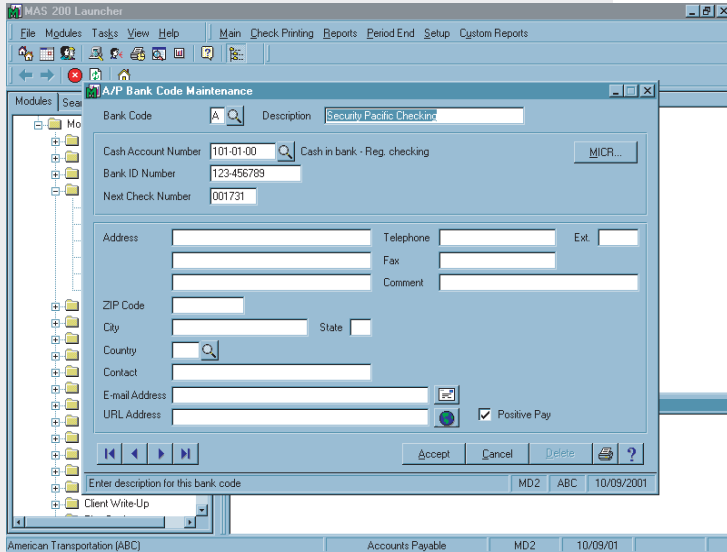 MAS 200 Launcher
File Modules Tasks View Help Main Check Printing Reports Period End Setup Custom Reports
Modules
A/P Bank Code Maintenance
Bank Code A Description Security Pacific Checking
Mo
Cash Account Number 101-01-00 Cash in bank - Reg. checking MICR...
Bank ID Number 123-456789
Next Check Number 001731
Address Telephone Ext.
Fax
Comment
ZIP Code
City State
Country
Contact
E-mail Address
URL Address Positive Pay
Accept Cancel Delete ?
Enter description for this bank code MD2 ABC 10/09/2001
Client Write-Up
American Transportation (ABC) Accounts Payable MD2 10/09/01